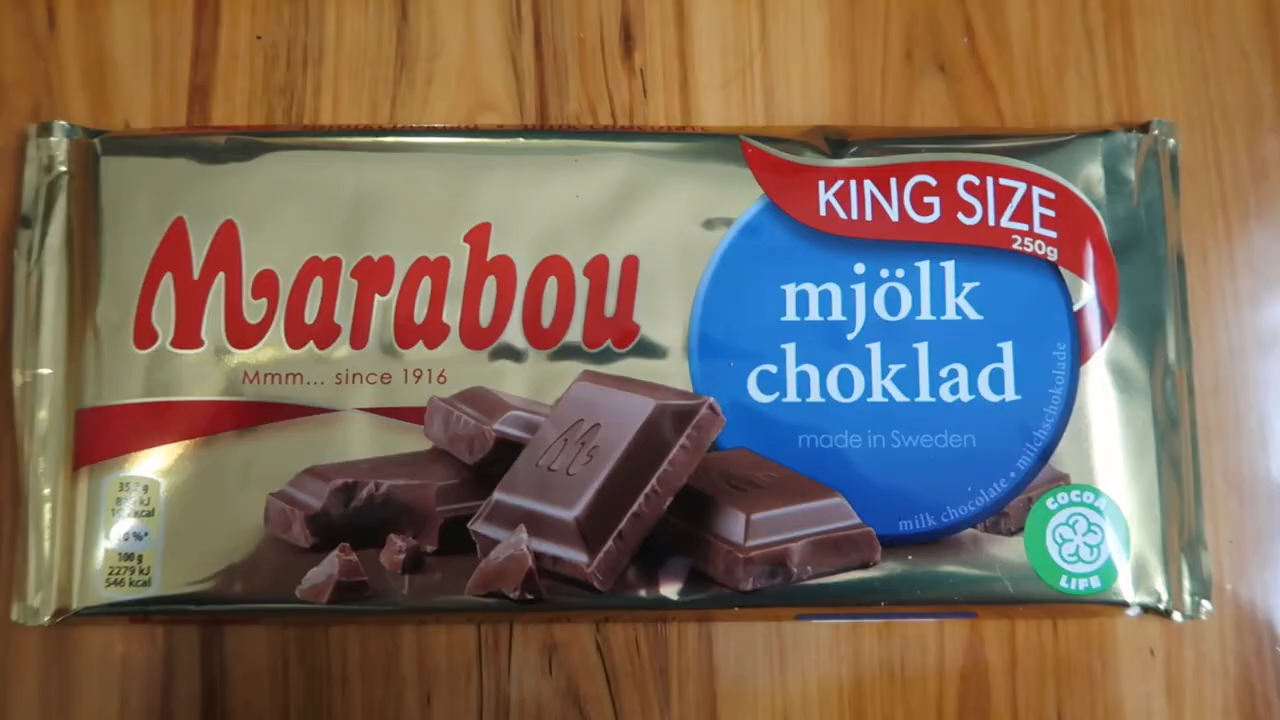 KING SIZE
250g
Marabou
Mmm... since 1916
mjölk
choklad
made in Sweden
milk chocolate • milchschokolade
100 g
2279 kJ
546 kcal
COCOA
LIFE